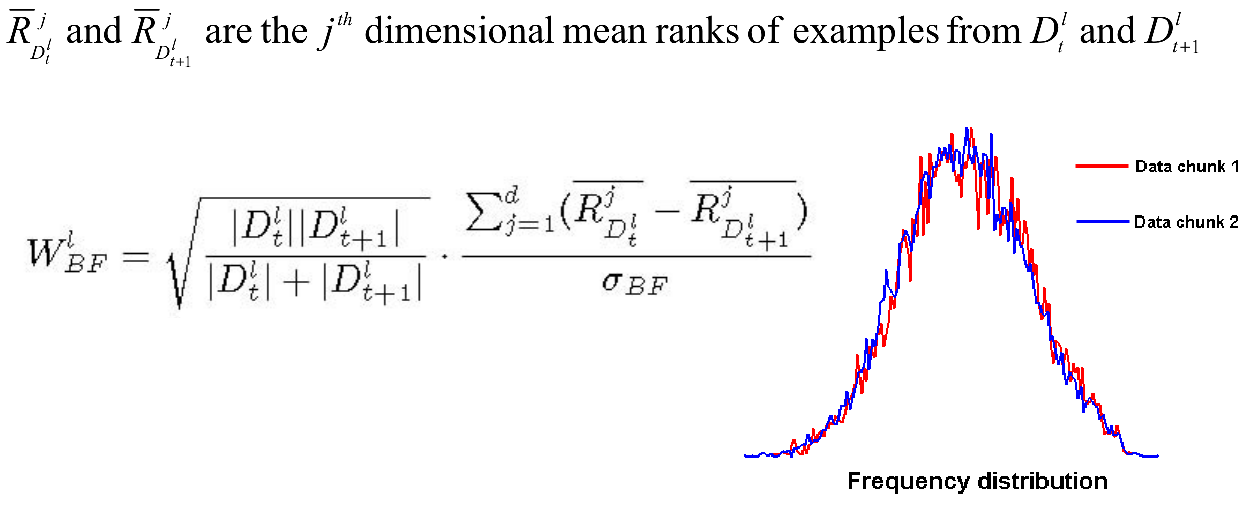 $\overline{R}^{j}_{D^{l}_{t}}$ and $\overline{R}^{j}_{D^{l}_{t+1}}$ are the $j^{th}$ dimensional mean ranks of examples from $D^{l}_{t}$ and $D^{l}_{t+1}$
$W^{l}_{BF} = \sqrt{\frac{|D^{l}_{t}||D^{l}_{t+1}|}{|D^{l}_{t}|+|D^{l}_{t+1}|}} \cdot \frac{\sum_{j=1}^{d}(\overline{R^{j}_{D^{l}_{t}}} - \overline{R^{j}_{D^{l}_{t+1}}})}{\sigma_{BF}}$
Data chunk 1
Data chunk 2
Frequency distribution